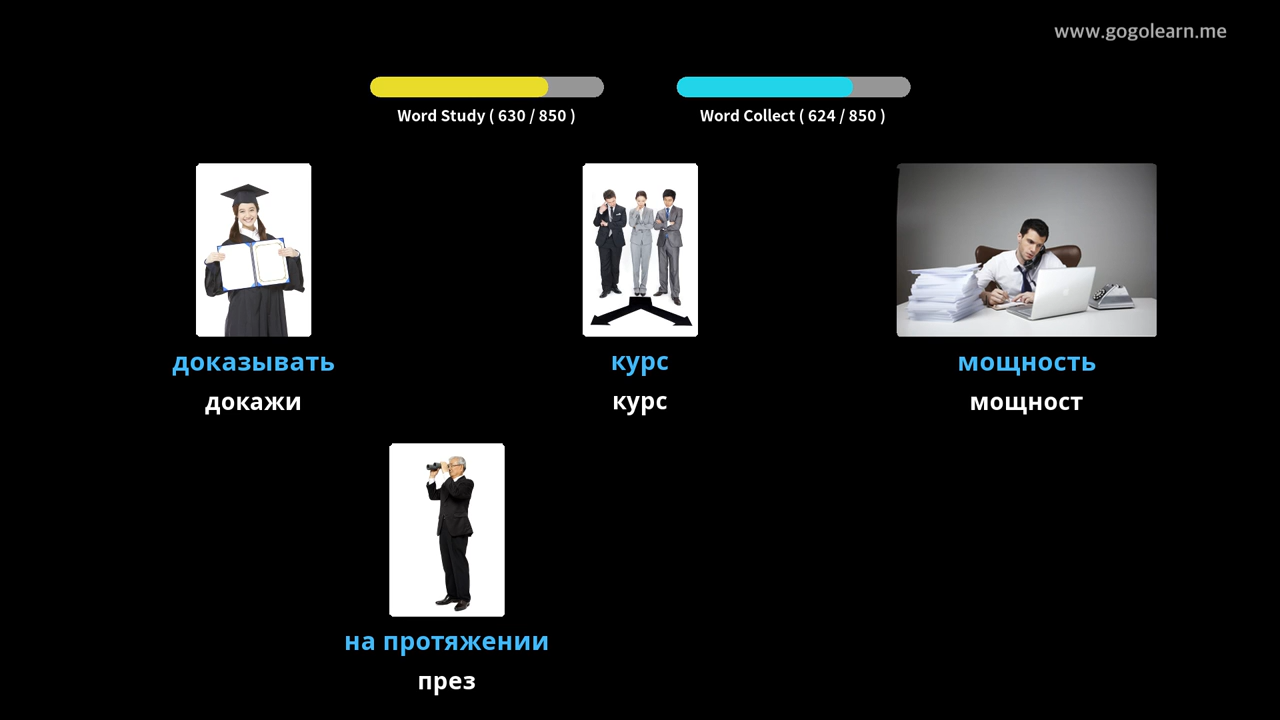 www.gogolearn.me
Word Study ( 630 / 850 )
Word Collect ( 624 / 850 )
доказывать
докажи
курс
курс
мощность
мощност
на протяжении
през